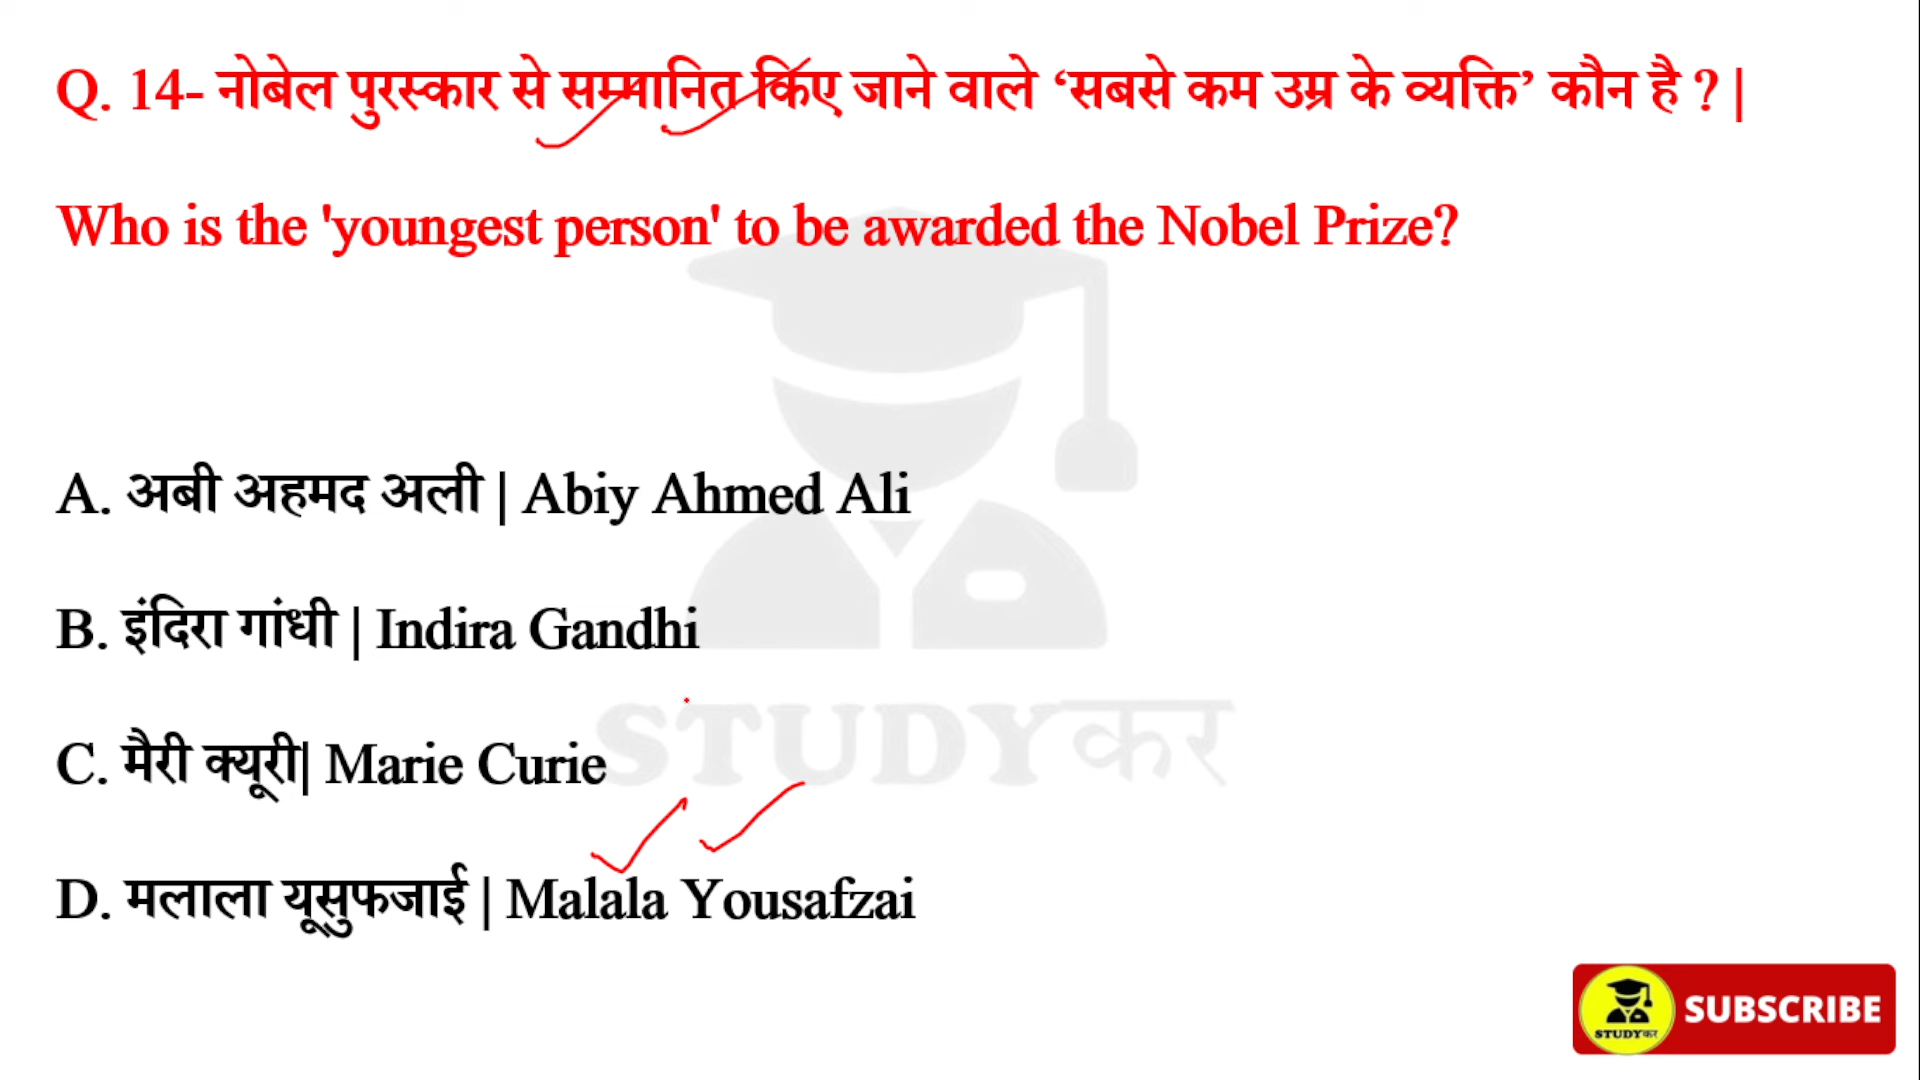 Q. 14- नोबेल पुरस्कार से सम्मानित किए जाने वाले ‘सबसे कम उम्र के व्यक्ति’ कौन है ? |
Who is the 'youngest person' to be awarded the Nobel Prize?
A. अबी अहमद अली | Abiy Ahmed Ali
B. इंदिरा गांधी | Indira Gandhi
STUDYकर
C. मैरी क्यूरी| Marie Curie
D. मलाला यूसुफजाई | Malala Yousafzai
SUBSCRIBE
STUDYकर